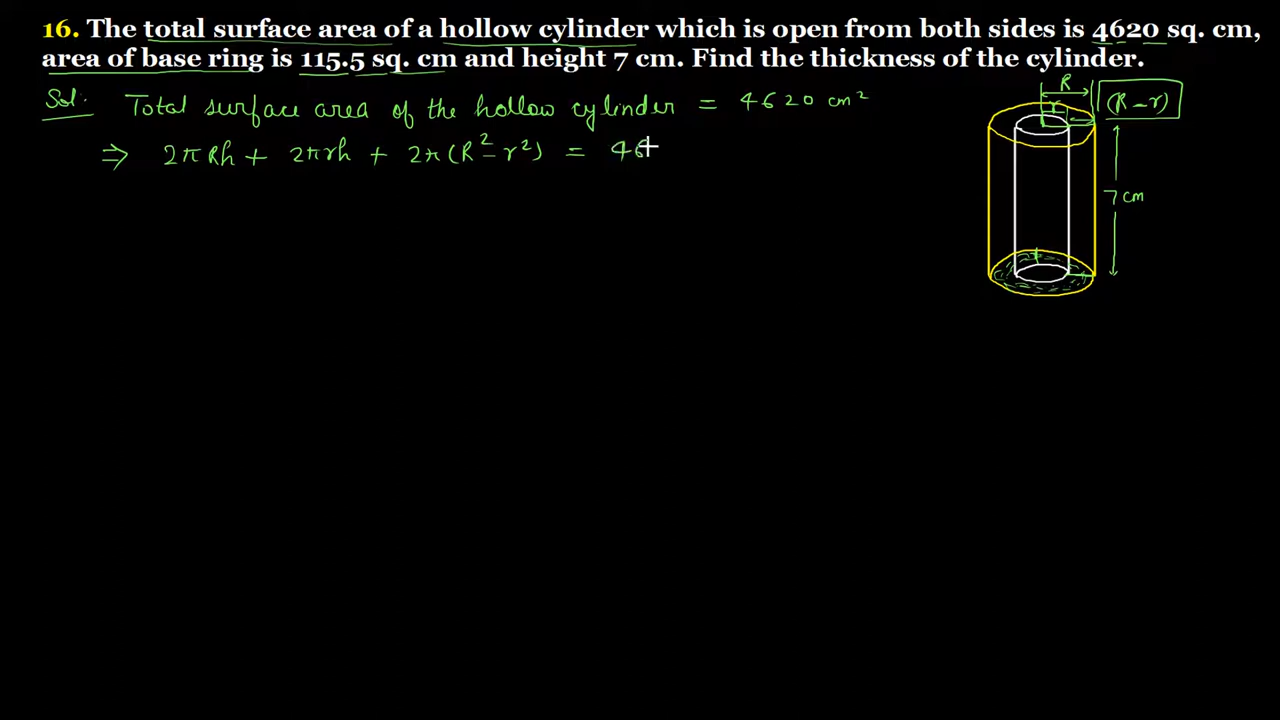 16. The total surface area of a hollow cylinder which is open from both sides is 4620 sq. cm,
area of base ring is 115.5 sq. cm and height 7 cm. Find the thickness of the cylinder.
Sol: Total surface area of the hollow cylinder = 4620 cm²
⇒ 2πRh + 2πrh + 2π(R² - r²) = 46
R
r
(R - r)
7 cm